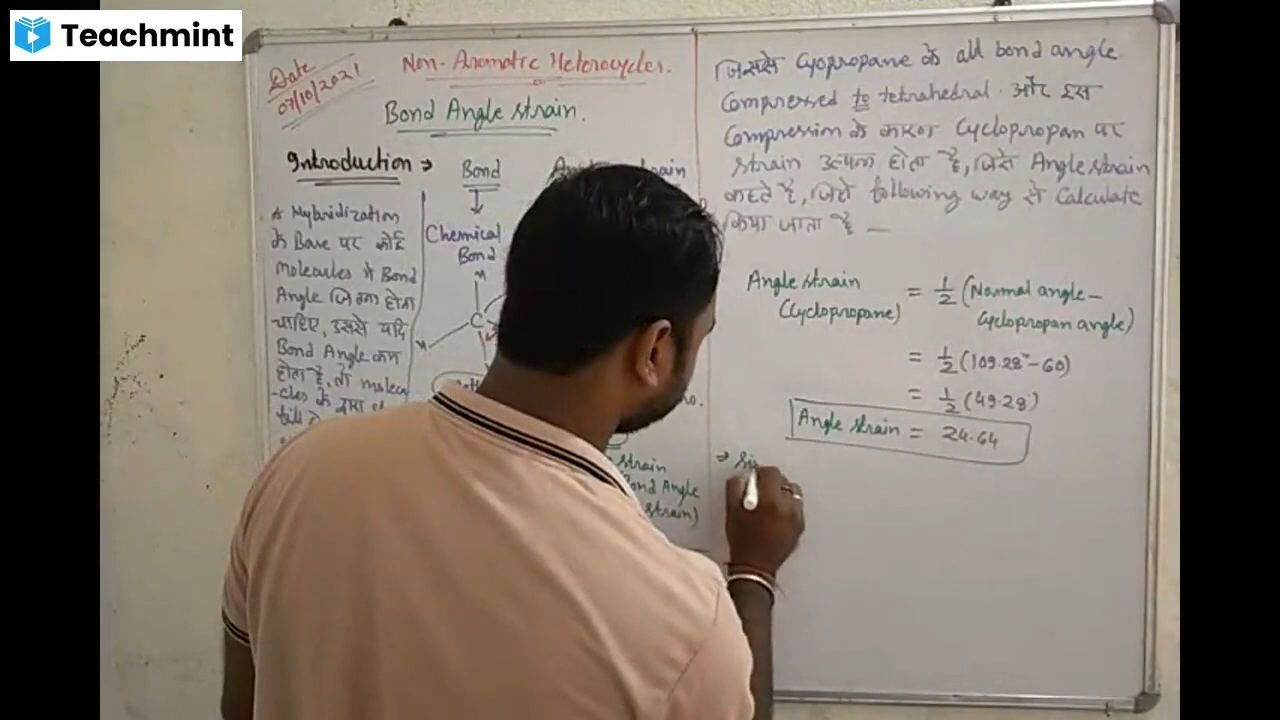 Teachmint
Date
07/10/2021
Non-Aromatic Heterocycles.
Bond Angle strain.
Introduction →
Bond
* Hybridization
के Base पर कोई
molecules में Bond
Angle जितना होना
चाहिए, उससे यदि
Bond Angle कम
होता है, तो molecu
-cles के द्वारा
Chemical
Bond
H
C
H
strain
Bond Angle
strain)
जिससे Cyopropane के all bond angle
Compressed to tetrahedral और इस
Compression के कारण Cyclopropan पर
strain उत्पन्न होता है, जिसे Angle strain
कहते है, जिसे following way से Calculate
किया जाता है —
Angle strain
(Cyclopropane)
= 1/2 (Normal angle –
Cyclopropan angle)
= 1/2 (109.28° – 60)
= 1/2 (49.28)
Angle strain = 24.64
→ Si